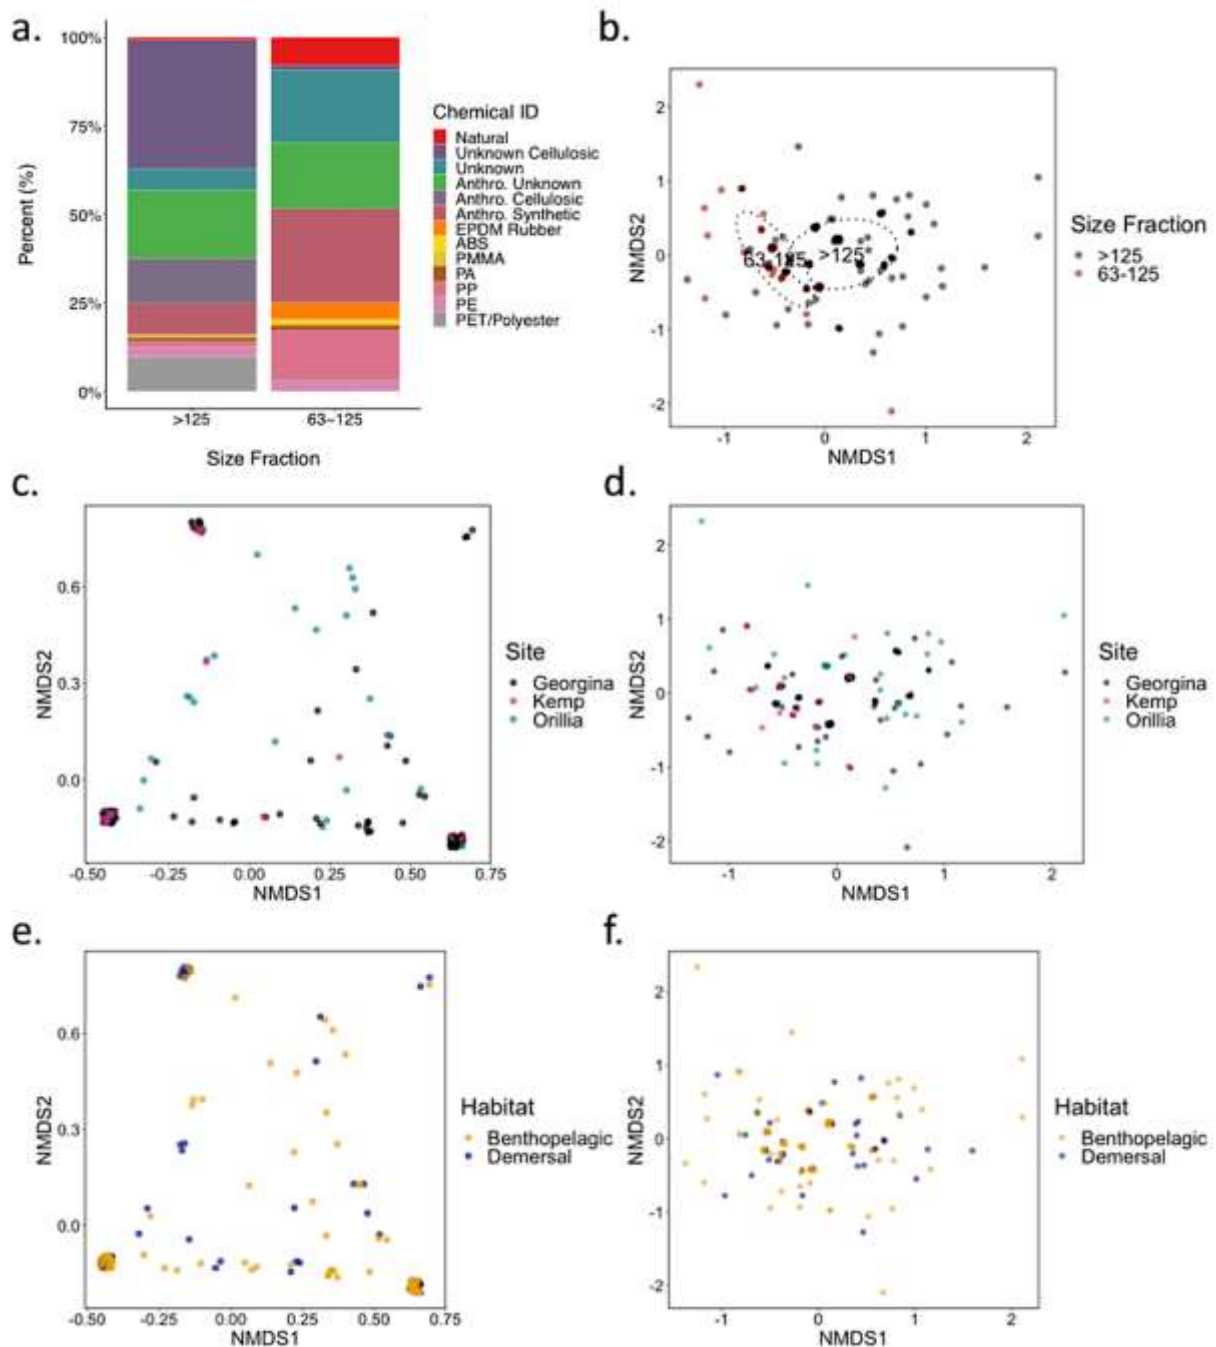 a.
100%
75%
50%
25%
0%
Percent (%)
>125
63-125
Size Fraction
Chemical ID
Natural
Unknown Cellulosic
Unknown
Anthro. Unknown
Anthro. Cellulosic
Anthro. Synthetic
EPDM Rubber
ABS
PMMA
PA
PP
PE
PET/Polyester
b.
2
1
0
-1
-2
NMDS2
63-125
>125
-1
0
1
2
NMDS1
Size Fraction
>125
63-125
c.
0.6
0.3
0.0
NMDS2
-0.50
-0.25
0.00
0.25
0.50
0.75
NMDS1
Site
Georgina
Kemp
Orillia
d.
2
1
0
-1
-2
NMDS2
-1
0
1
2
NMDS1
Site
Georgina
Kemp
Orillia
e.
0.6
0.3
0.0
NMDS2
-0.50
-0.25
0.00
0.25
0.50
0.75
NMDS1
Habitat
Benthopelagic
Demersal
f.
2
1
0
-1
-2
NMDS2
-1
0
1
2
NMDS1
Habitat
Benthopelagic
Demersal